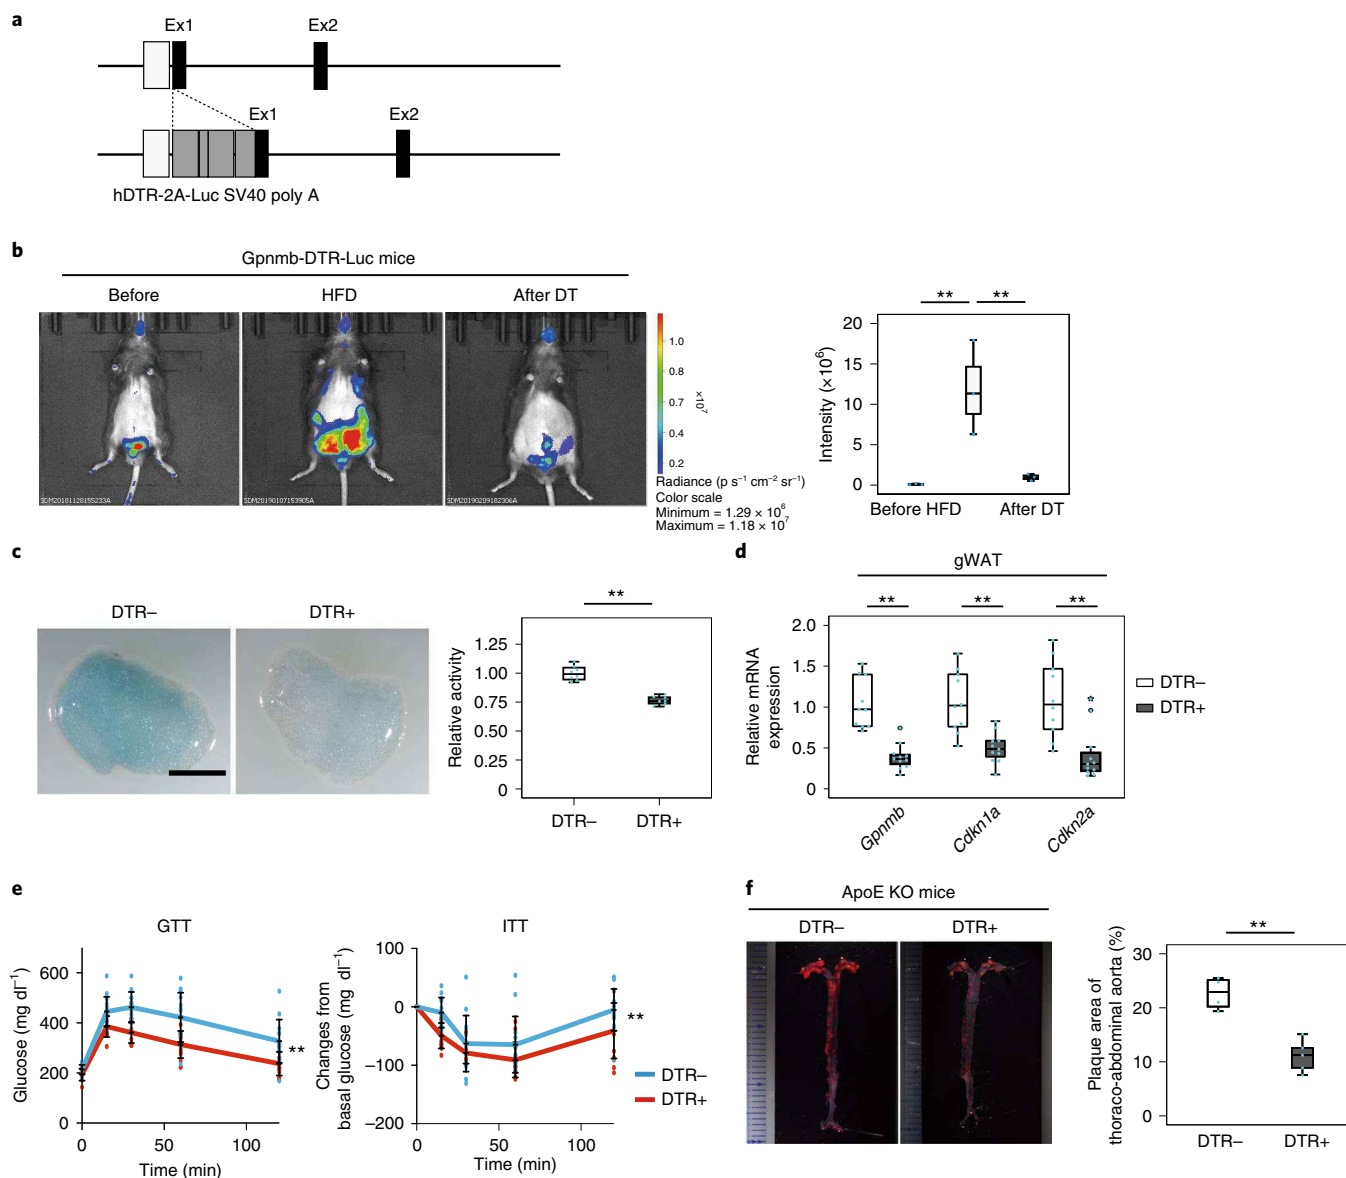 a
Ex1
Ex2
Ex1
Ex2
hDTR-2A-Luc SV40 poly A
b
Gpnmb-DTR-Luc mice
Before
HFD
After DT
SDM20181128155233A
SDM20190107153905A
SDM20190209182306A
1.0
0.8
0.6
0.4
0.2
×10⁷
Radiance (p s⁻¹ cm⁻² sr⁻¹)
Color scale
Minimum = 1.29 × 10⁶
Maximum = 1.18 × 10⁷
** **
Intensity (×10⁶)
20
15
10
5
0
Before HFD
After DT
c
DTR–
DTR+
**
Relative activity
1.25
1.00
0.75
0.50
0.25
0
DTR–
DTR+
d
gWAT
** ** **
Relative mRNA
expression
2.0
1.5
1.0
0.5
0
Gpnmb
Cdkn1a
Cdkn2a
DTR–
DTR+
e
GTT
Glucose (mg dl⁻¹)
600
400
200
0
**
0
50
100
Time (min)
ITT
Changes from
basal glucose (mg dl⁻¹)
100
0
–100
–200
**
0
50
100
Time (min)
DTR–
DTR+
f
ApoE KO mice
DTR–
DTR+
**
Plaque area of
thoraco-abdominal aorta (%)
30
20
10
0
DTR–
DTR+